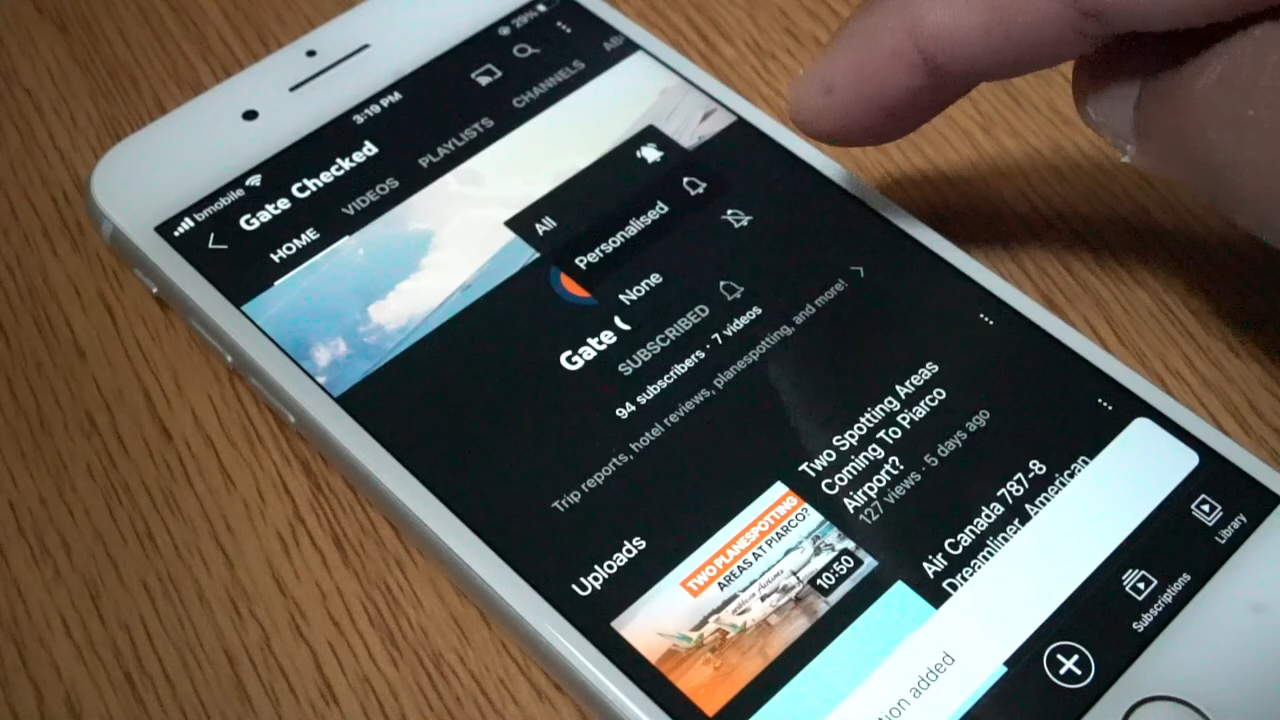 bmobile
3:19 PM
29%
Gate Checked
HOME
VIDEOS
PLAYLISTS
CHANNELS
All
Personalised
None
Gate (
SUBSCRIBED
94 subscribers · 7 videos
Trip reports, hotel reviews, planespotting, and more!
Uploads
TWO PLANESPOTTING
AREAS AT PIARCO?
10:50
Two Spotting Areas
Coming To Piarco
Airport?
127 views · 5 days ago
Air Canada 787-8
Dreamliner, American
added
Subscriptions
Library